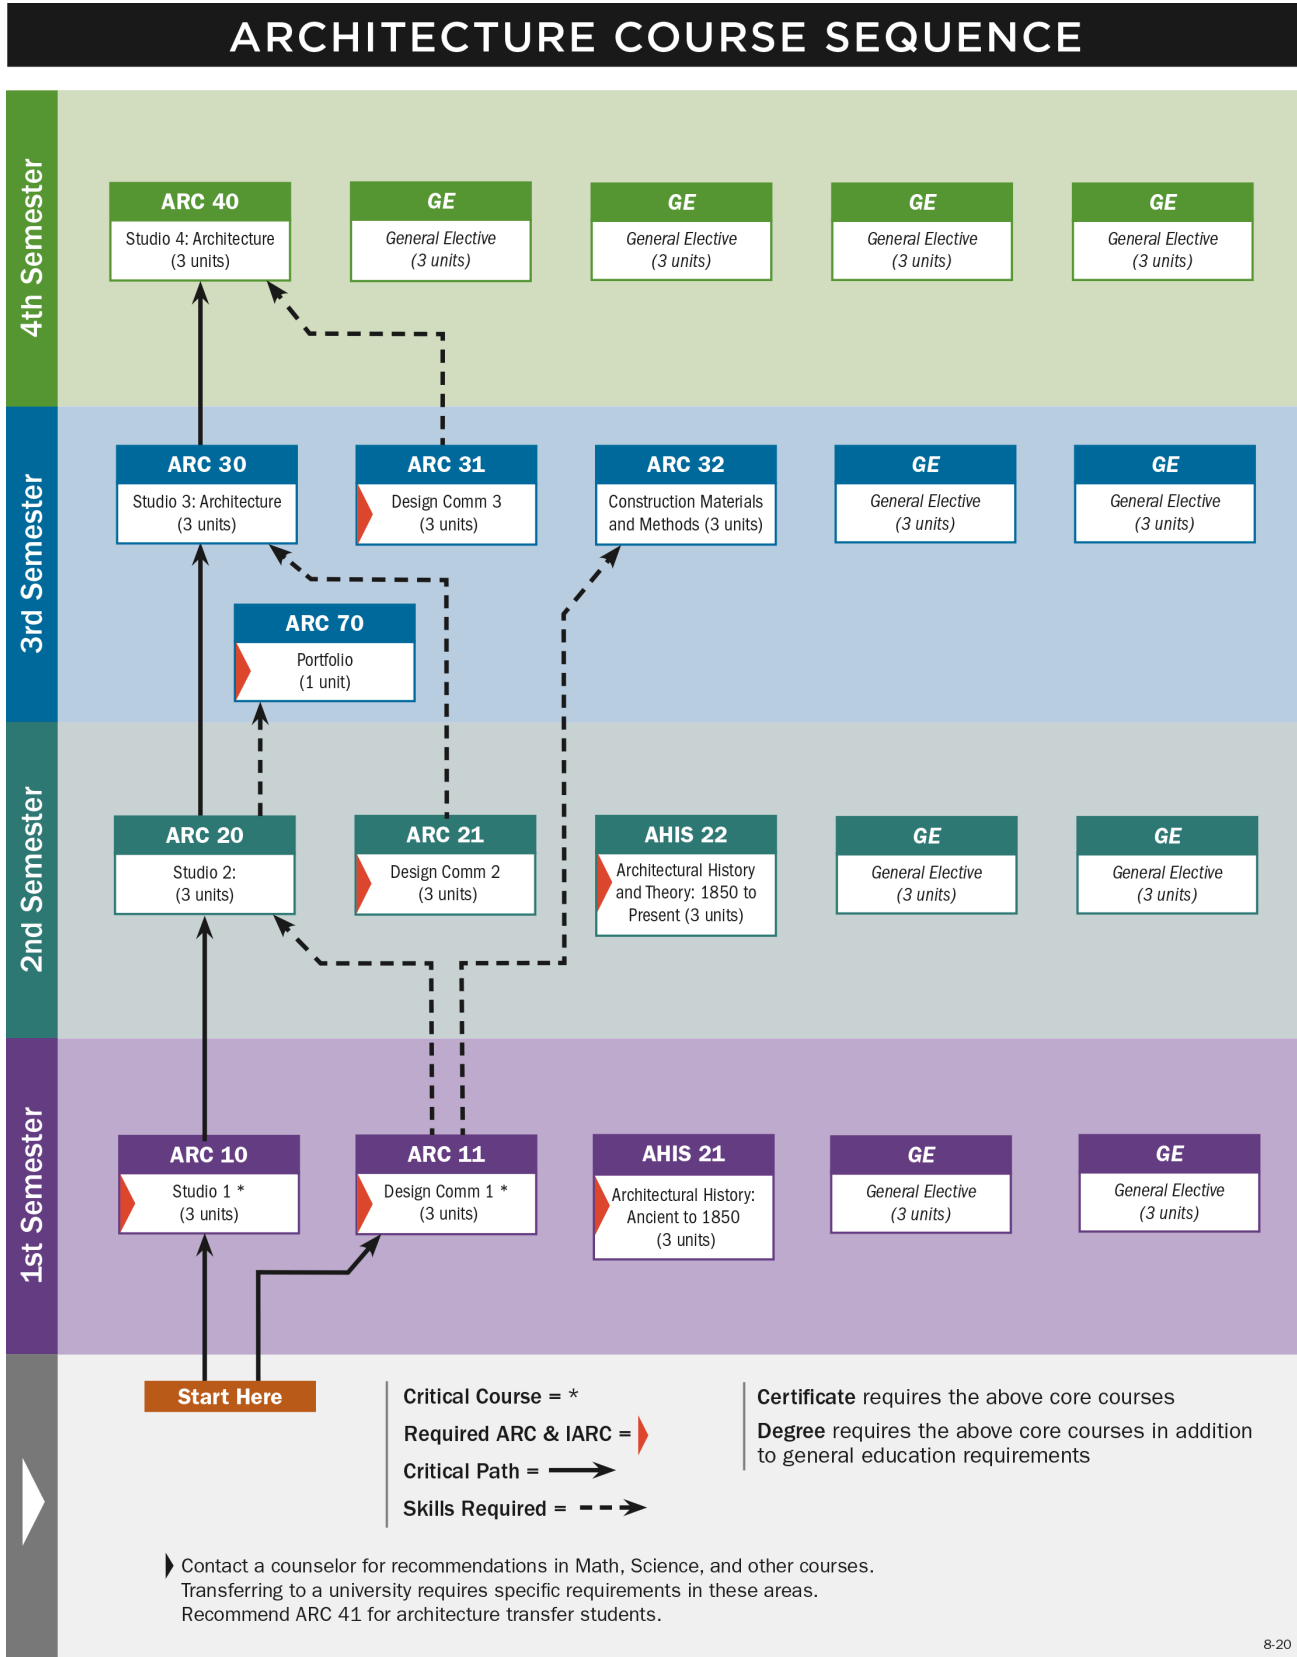 ARCHITECTURE COURSE SEQUENCE
4th Semester
ARC 40
Studio 4: Architecture
(3 units)
GE
General Elective
(3 units)
GE
General Elective
(3 units)
GE
General Elective
(3 units)
GE
General Elective
(3 units)
3rd Semester
ARC 30
Studio 3: Architecture
(3 units)
ARC 31
Design Comm 3
(3 units)
ARC 32
Construction Materials
and Methods (3 units)
GE
General Elective
(3 units)
GE
General Elective
(3 units)
ARC 70
Portfolio
(1 unit)
2nd Semester
ARC 20
Studio 2:
(3 units)
ARC 21
Design Comm 2
(3 units)
AHIS 22
Architectural History
and Theory: 1850 to
Present (3 units)
GE
General Elective
(3 units)
GE
General Elective
(3 units)
1st Semester
ARC 10
Studio 1 *
(3 units)
ARC 11
Design Comm 1 *
(3 units)
AHIS 21
Architectural History:
Ancient to 1850
(3 units)
GE
General Elective
(3 units)
GE
General Elective
(3 units)
Start Here
Critical Course = *
Required ARC & IARC =
Critical Path =
Skills Required =
Certificate requires the above core courses
Degree requires the above core courses in addition
to general education requirements
Contact a counselor for recommendations in Math, Science, and other courses.
Transferring to a university requires specific requirements in these areas.
Recommend ARC 41 for architecture transfer students.
8-20